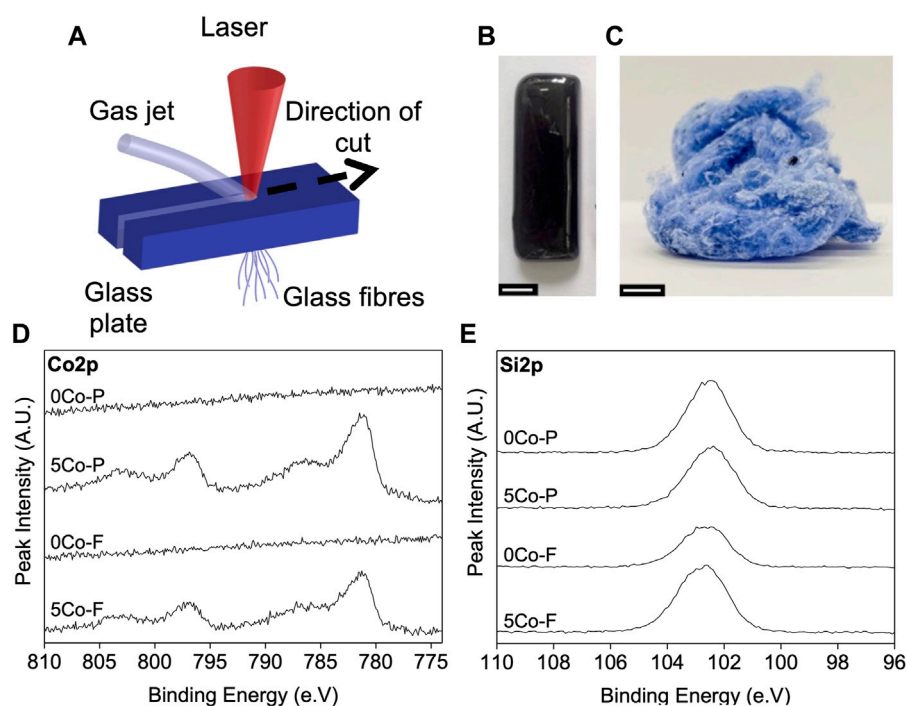 A
Laser
Gas jet
Direction of
cut
Glass
plate
Glass fibres
B
C
D
Co2p
0Co-P
5Co-P
0Co-F
5Co-F
Peak Intensity (A.U.)
810 805 800 795 790 785 780 775
Binding Energy (e.V)
E
Si2p
0Co-P
5Co-P
0Co-F
5Co-F
Peak Intensity (A.U.)
110 108 106 104 102 100 98 96
Binding Energy (e.V)